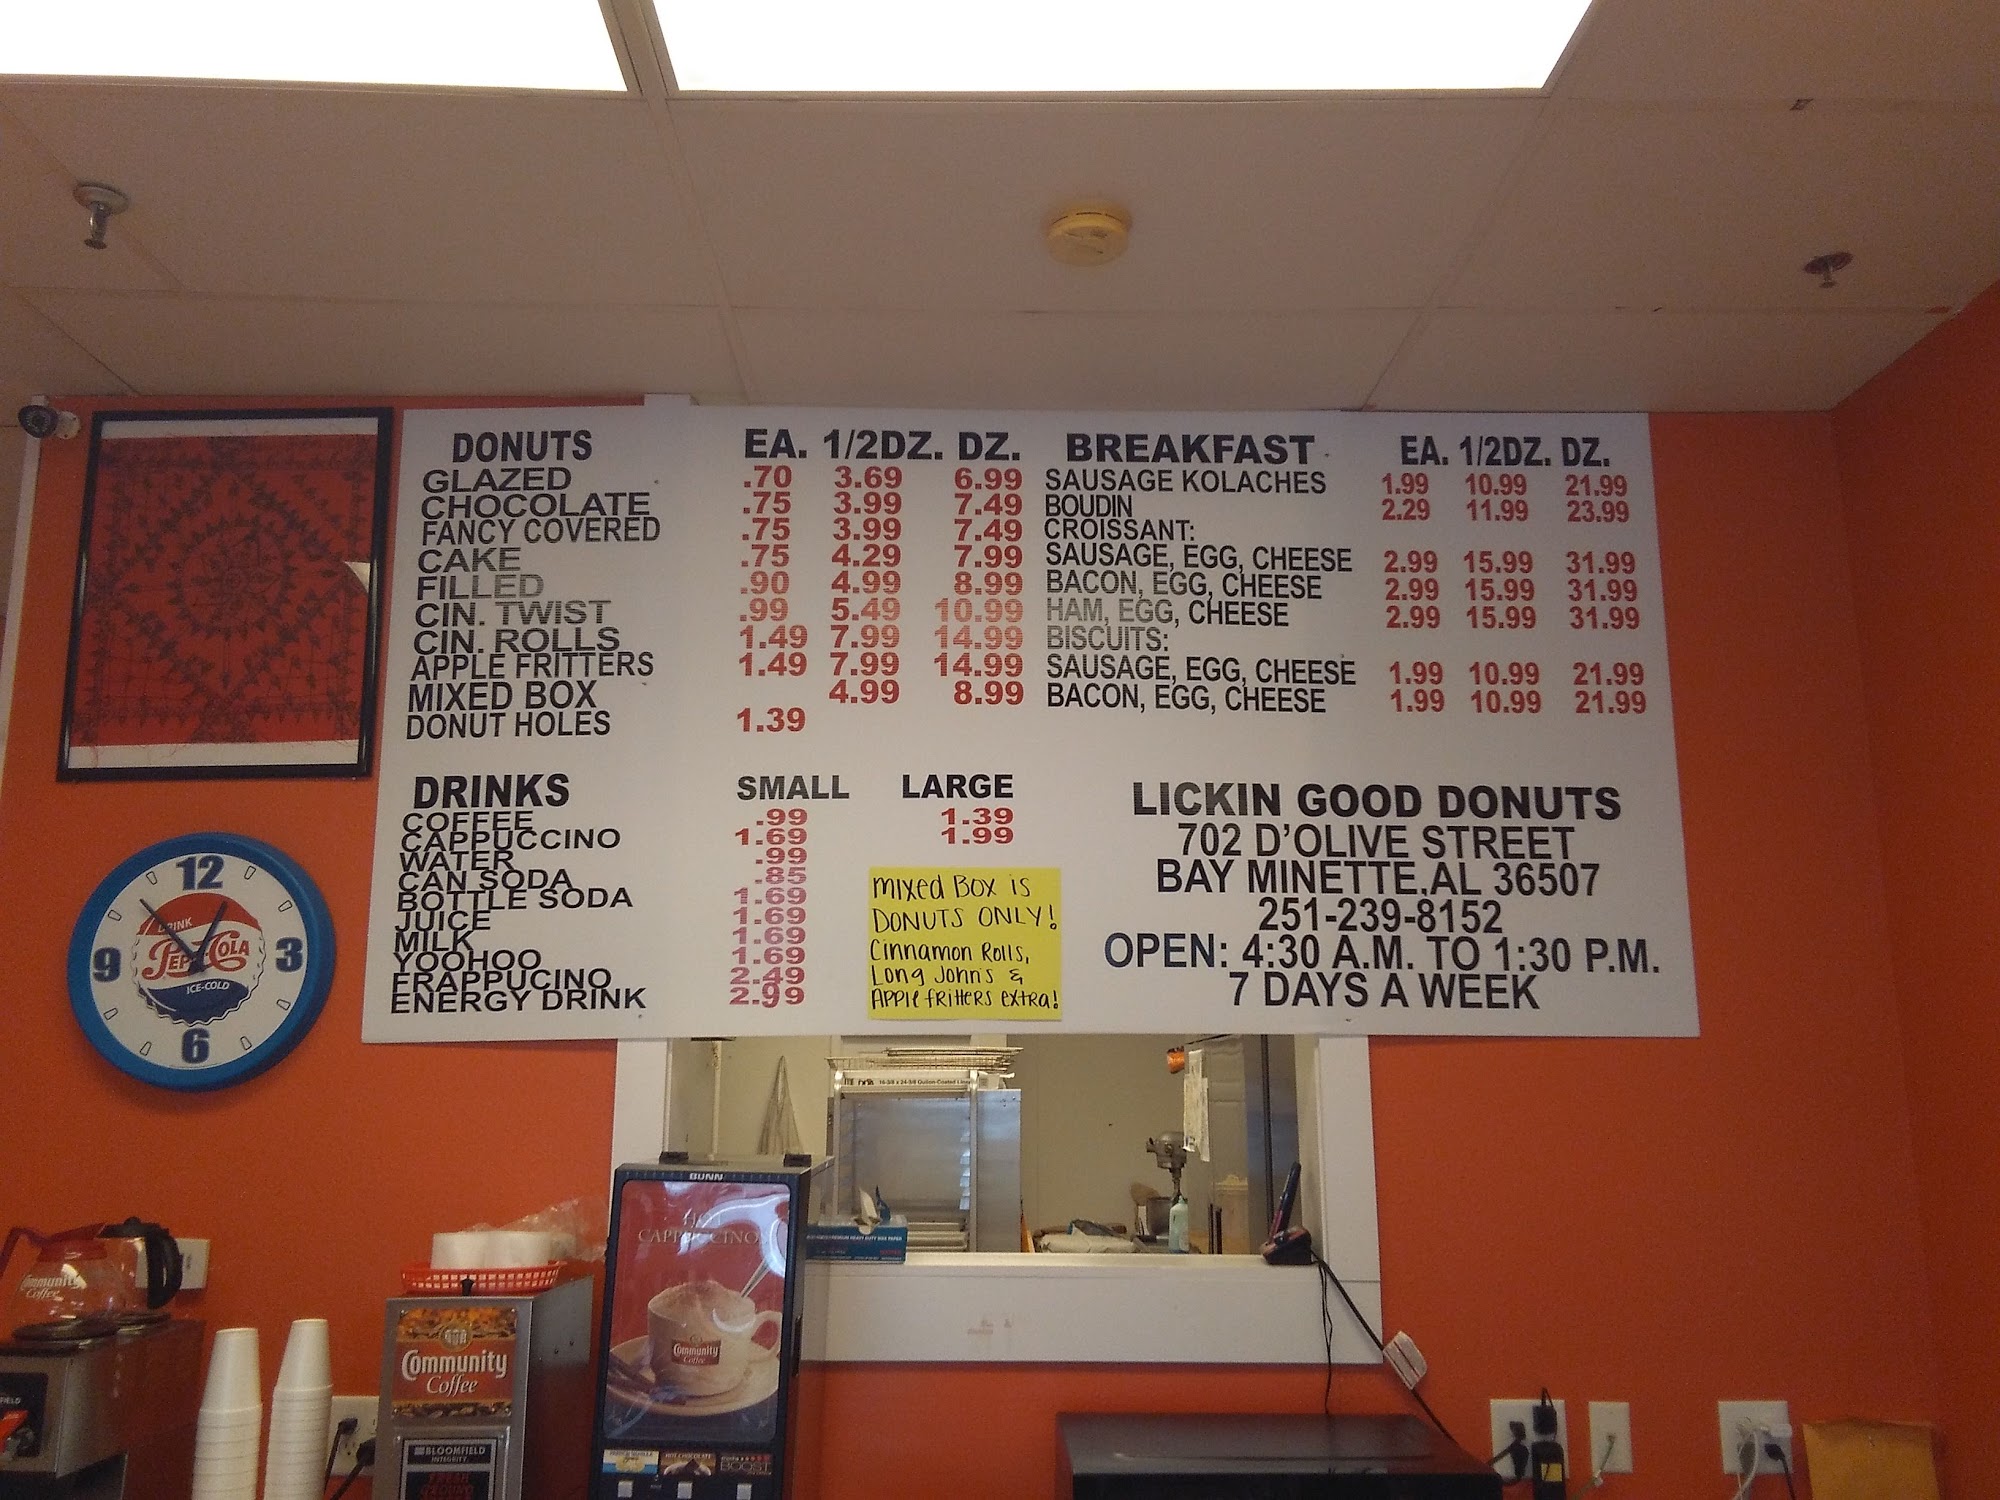 DONUTS EA. 1/2DZ. DZ.
GLAZED .70 3.69 6.99
CHOCOLATE .75 3.99 7.49
FANCY COVERED .75 3.99 7.49
CAKE .75 4.29 7.99
FILLED .90 4.99 8.99
CIN. TWIST .99 5.49 10.99
CIN. ROLLS 1.49 7.99 14.99
APPLE FRITTERS 1.49 7.99 14.99
MIXED BOX 4.99 8.99
DONUT HOLES 1.39
DRINKS SMALL LARGE
COFFEE .99 1.39
CAPPUCCINO 1.69 1.99
WATER .99
CAN SODA .85
BOTTLE SODA 1.69
JUICE 1.69
MILK 1.69
YOOHOO 1.69
FRAPPUCINO 2.49
ENERGY DRINK 2.99
MIXED BOX IS
DONUTS ONLY!
Cinnamon Rolls,
Long John's &
APPle fritters extra!
BREAKFAST EA. 1/2DZ. DZ.
SAUSAGE KOLACHES 1.99 10.99 21.99
BOUDIN 2.29 11.99 23.99
CROISSANT:
SAUSAGE, EGG, CHEESE 2.99 15.99 31.99
BACON, EGG, CHEESE 2.99 15.99 31.99
HAM, EGG, CHEESE 2.99 15.99 31.99
BISCUITS:
SAUSAGE, EGG, CHEESE 1.99 10.99 21.99
BACON, EGG, CHEESE 1.99 10.99 21.99
LICKIN GOOD DONUTS
702 D'OLIVE STREET
BAY MINETTE,AL 36507
251-239-8152
OPEN: 4:30 A.M. TO 1:30 P.M.
7 DAYS A WEEK
12
3
6
9
DRINK
PEPSI-COLA
ICE-COLD
Community
Coffee
Community
Coffee
BLOOMFIELD
INTEGRITY.
BUNN
HOT
CAPPUCCINO
Community
Coffee
HOT CHOCOLATE
BOOST